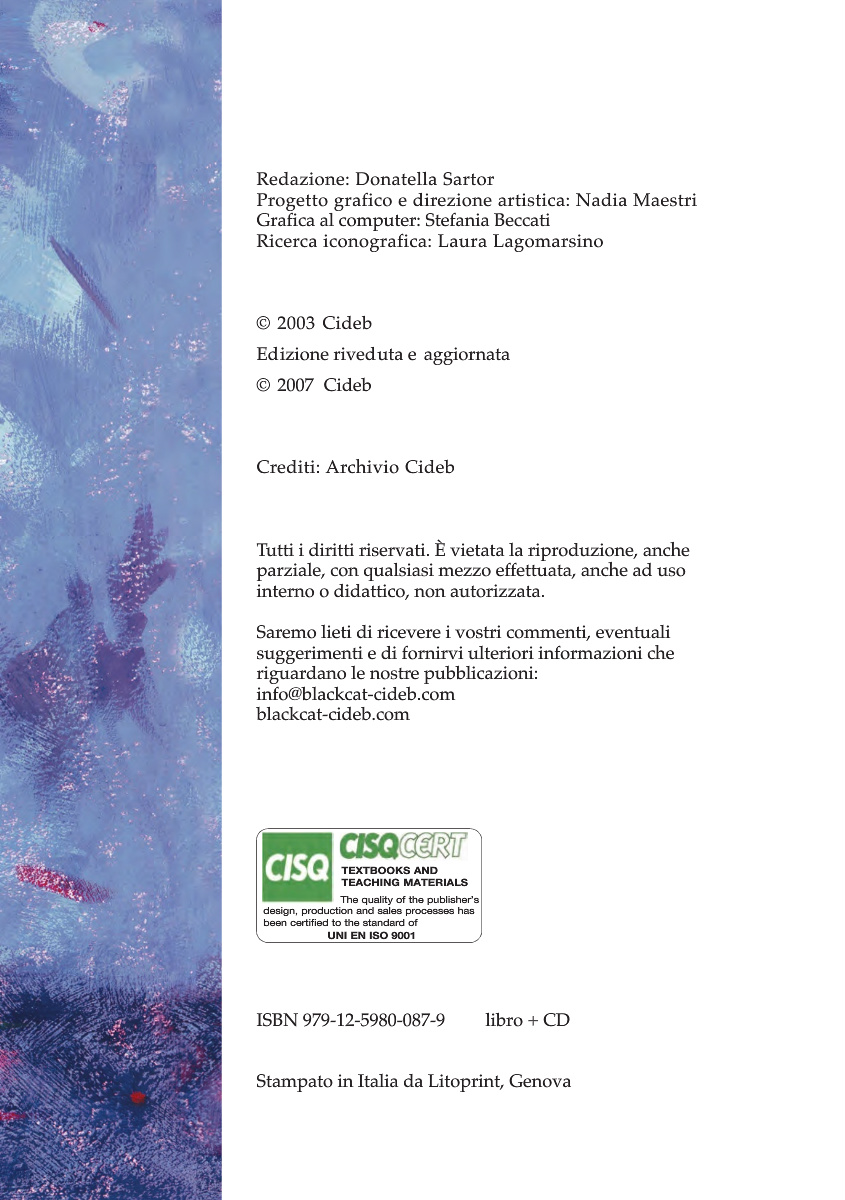 Redazione: Donatella Sartor
Progetto grafico e direzione artistica: Nadia Maestri
Grafica al computer: Stefania Beccati
Ricerca iconografica: Laura Lagomarsino
© 2003 Cideb
Edizione riveduta e aggiornata
© 2007 Cideb
Crediti: Archivio Cideb
Tutti i diritti riservati. È vietata la riproduzione, anche
parziale, con qualsiasi mezzo effettuata, anche ad uso
interno o didattico, non autorizzata.
Saremo lieti di ricevere i vostri commenti, eventuali
suggerimenti e di fornirvi ulteriori informazioni che
riguardano le nostre pubblicazioni:
info@blackcat-cideb.com
blackcat-cideb.com
CISQ
CISQCERT
TEXTBOOKS AND
TEACHING MATERIALS
The quality of the publisher's
design, production and sales processes has
been certified to the standard of
UNI EN ISO 9001
ISBN 979-12-5980-087-9 libro + CD
Stampato in Italia da Litoprint, Genova